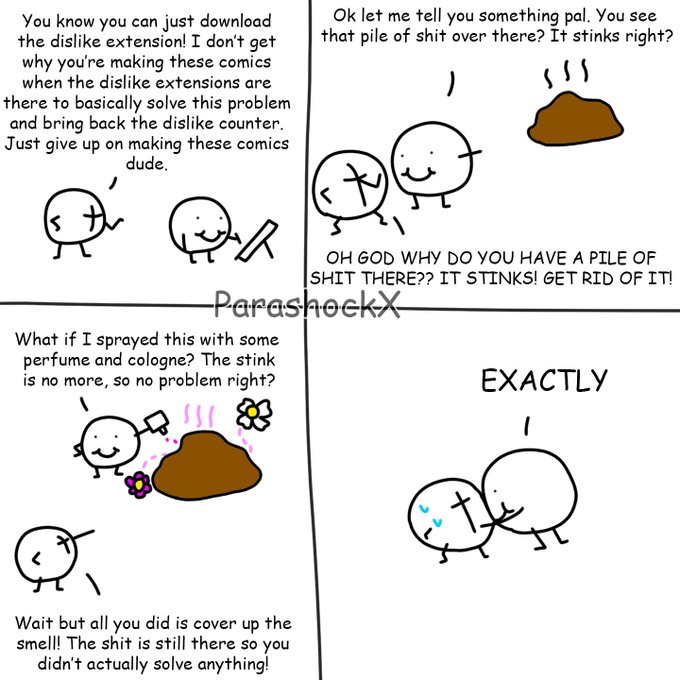 You know you can just download
the dislike extension! I don't get
why you're making these comics
when the dislike extensions are
there to basically solve this problem
and bring back the dislike counter.
Just give up on making these comics
dude.
Ok let me tell you something pal. You see
that pile of shit over there? It stinks right?
OH GOD WHY DO YOU HAVE A PILE OF
SHIT THERE?? IT STINKS! GET RID OF IT!
ParashockX
What if I sprayed this with some
perfume and cologne? The stink
is no more, so no problem right?
Wait but all you did is cover up the
smell! The shit is still there so you
didn't actually solve anything!
EXACTLY